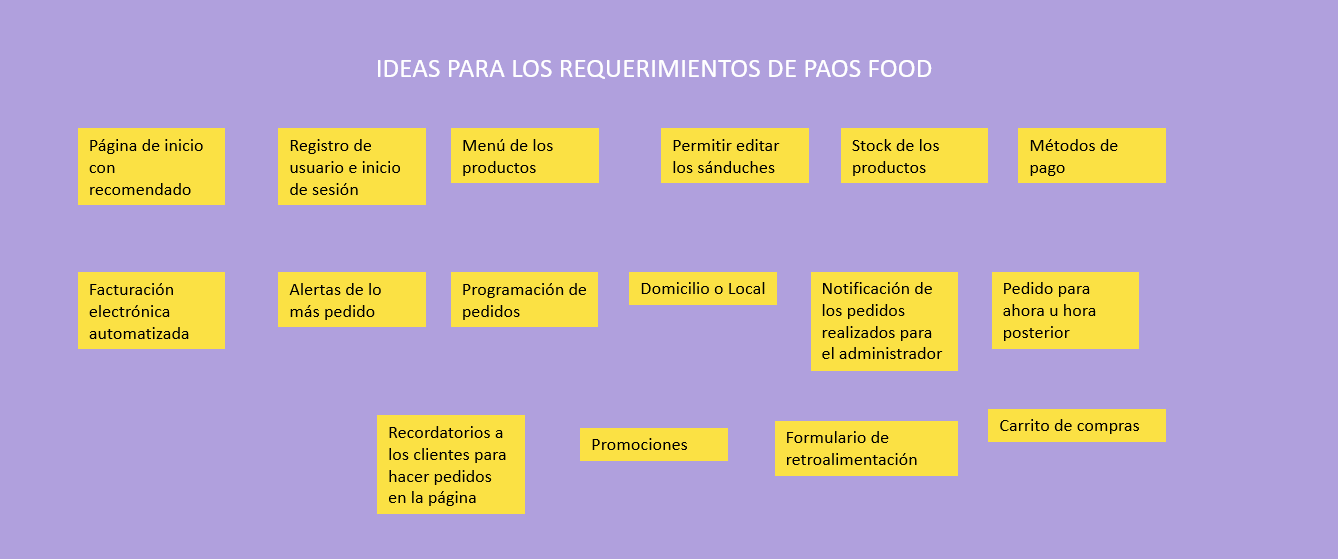 IDEAS PARA LOS REQUERIMIENTOS DE PAOS FOOD
Página de inicio
con
recomendado
Registro de
usuario e inicio
de sesión
Menú de los
productos
Permitir editar
los sánduches
Stock de los
productos
Métodos de
pago
Facturación
electrónica
automatizada
Alertas de lo
más pedido
Programación de
pedidos
Domicilio o Local
Notificación de
los pedidos
realizados para
el administrador
Pedido para
ahora u hora
posterior
Recordatorios a
los clientes para
hacer pedidos
en la página
Promociones
Formulario de
retroalimentación
Carrito de compras